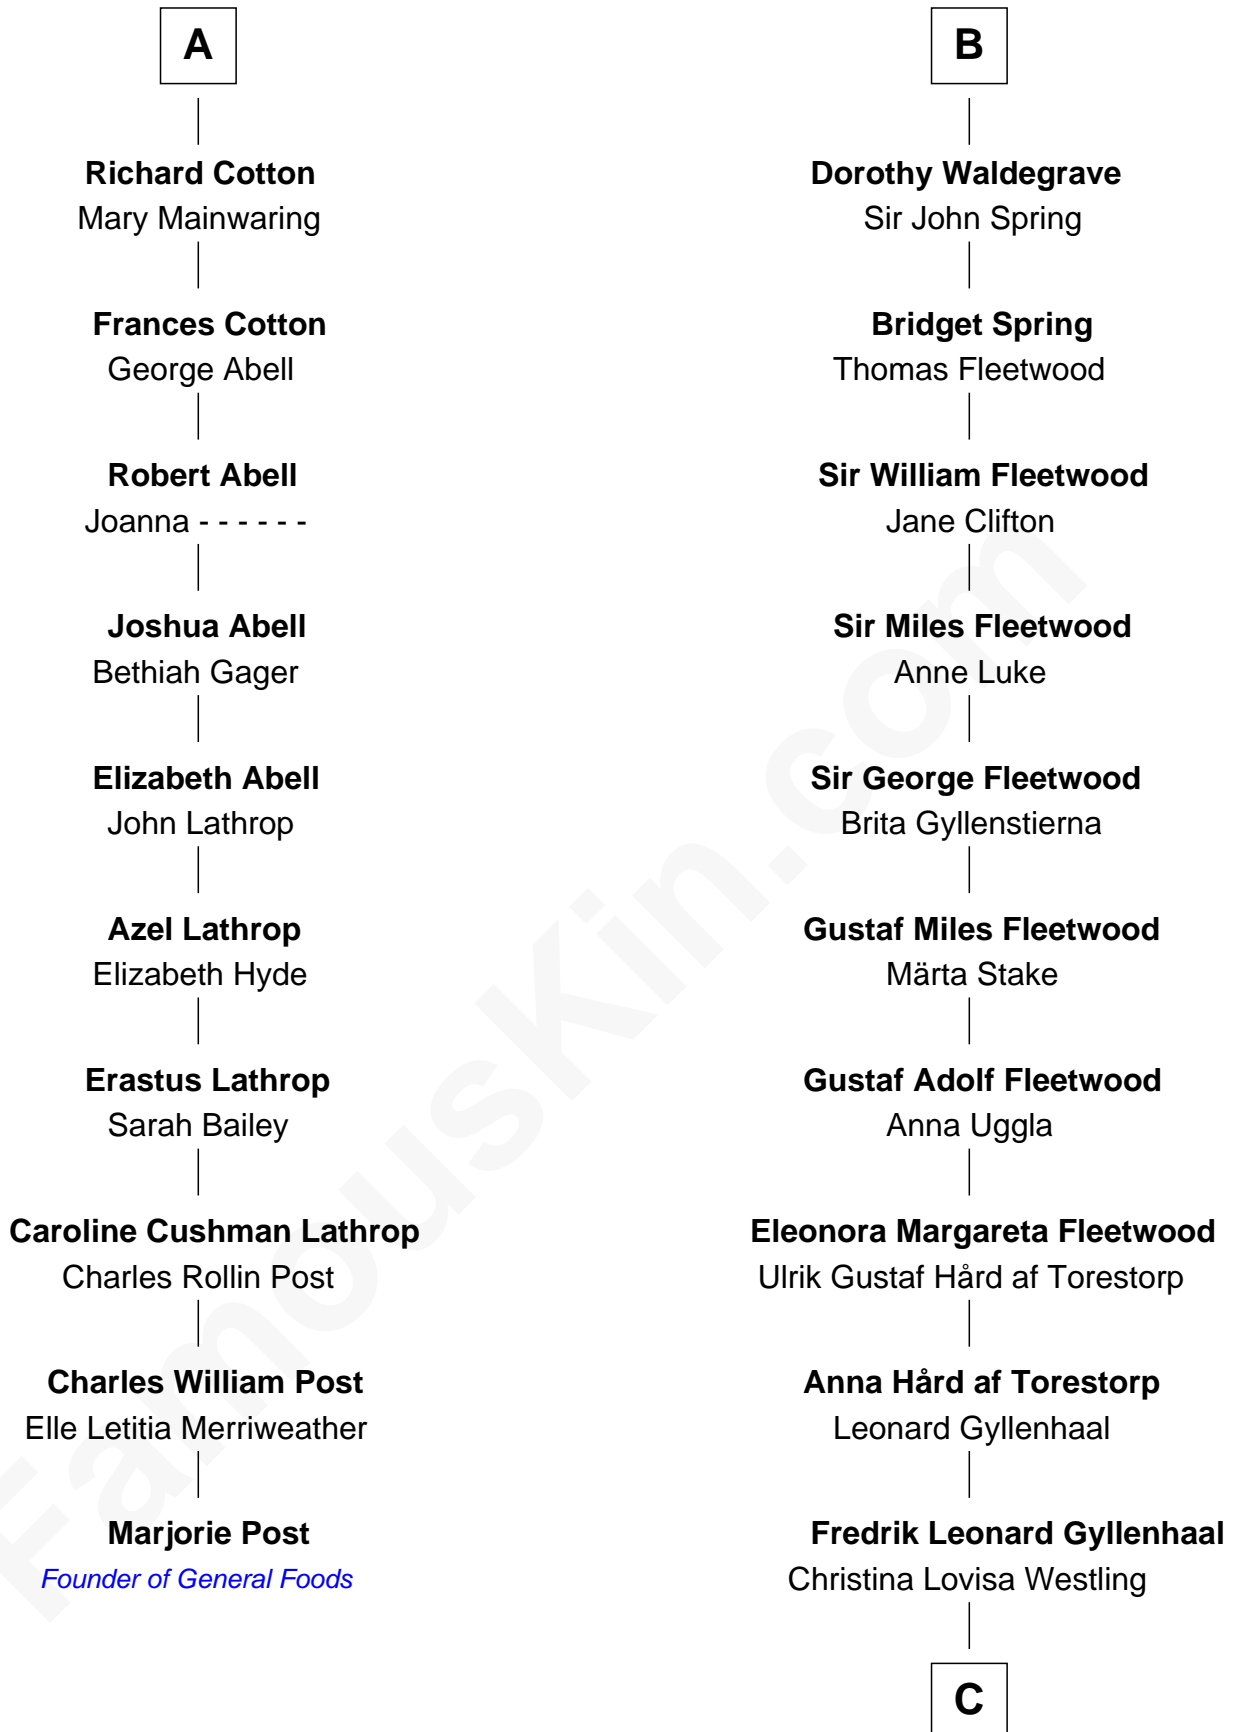 A
Richard Cotton
Mary Mainwaring
Frances Cotton
George Abell
Robert Abell
Joanna - - - - - -
Joshua Abell
Bethiah Gager
Elizabeth Abell
John Lathrop
Azel Lathrop
Elizabeth Hyde
Erastus Lathrop
Sarah Bailey
Caroline Cushman Lathrop
Charles Rollin Post
Charles William Post
Elle Letitia Merriweather
Marjorie Post
Founder of General Foods
B
Dorothy Waldegrave
Sir John Spring
Bridget Spring
Thomas Fleetwood
Sir William Fleetwood
Jane Clifton
Sir Miles Fleetwood
Anne Luke
Sir George Fleetwood
Brita Gyllenstierna
Gustaf Miles Fleetwood
Märta Stake
Gustaf Adolf Fleetwood
Anna Uggla
Eleonora Margareta Fleetwood
Ulrik Gustaf Hård af Torestorp
Anna Hård af Torestorp
Leonard Gyllenhaal
Fredrik Leonard Gyllenhaal
Christina Lovisa Westling
C
FamousKin.com